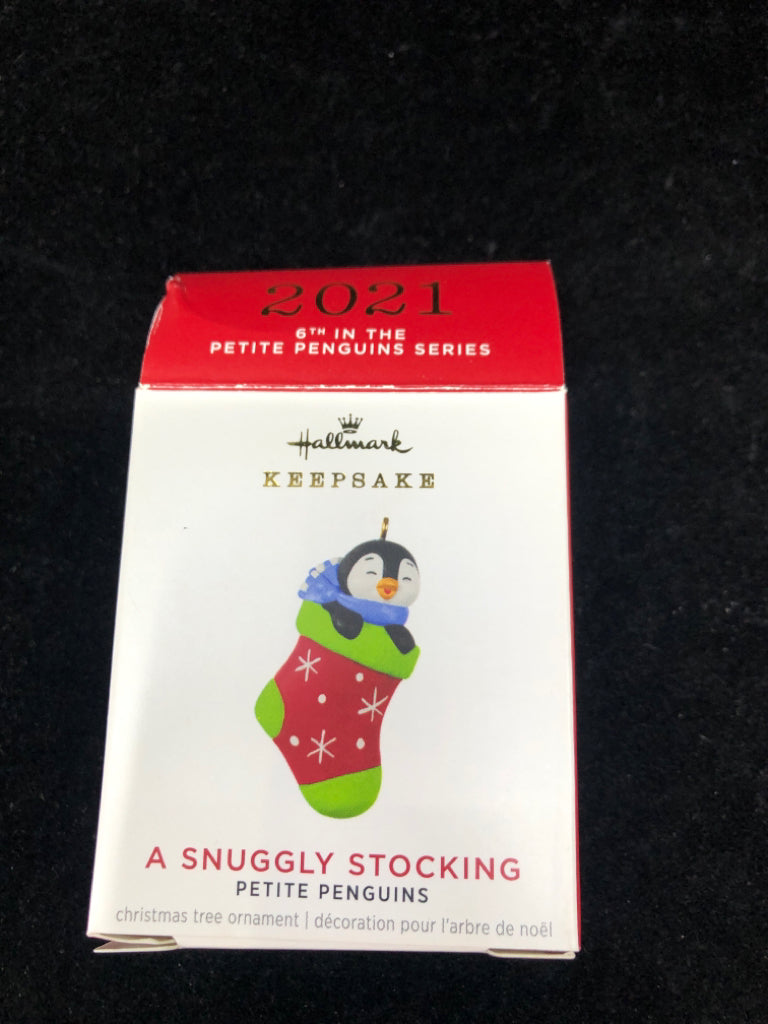 2021
6TH IN THE
PETITE PENGUINS SERIES
Hallmark
KEEPSAKE
A SNUGGLY STOCKING
PETITE PENGUINS
christmas tree ornament | décoration pour l'arbre de noël